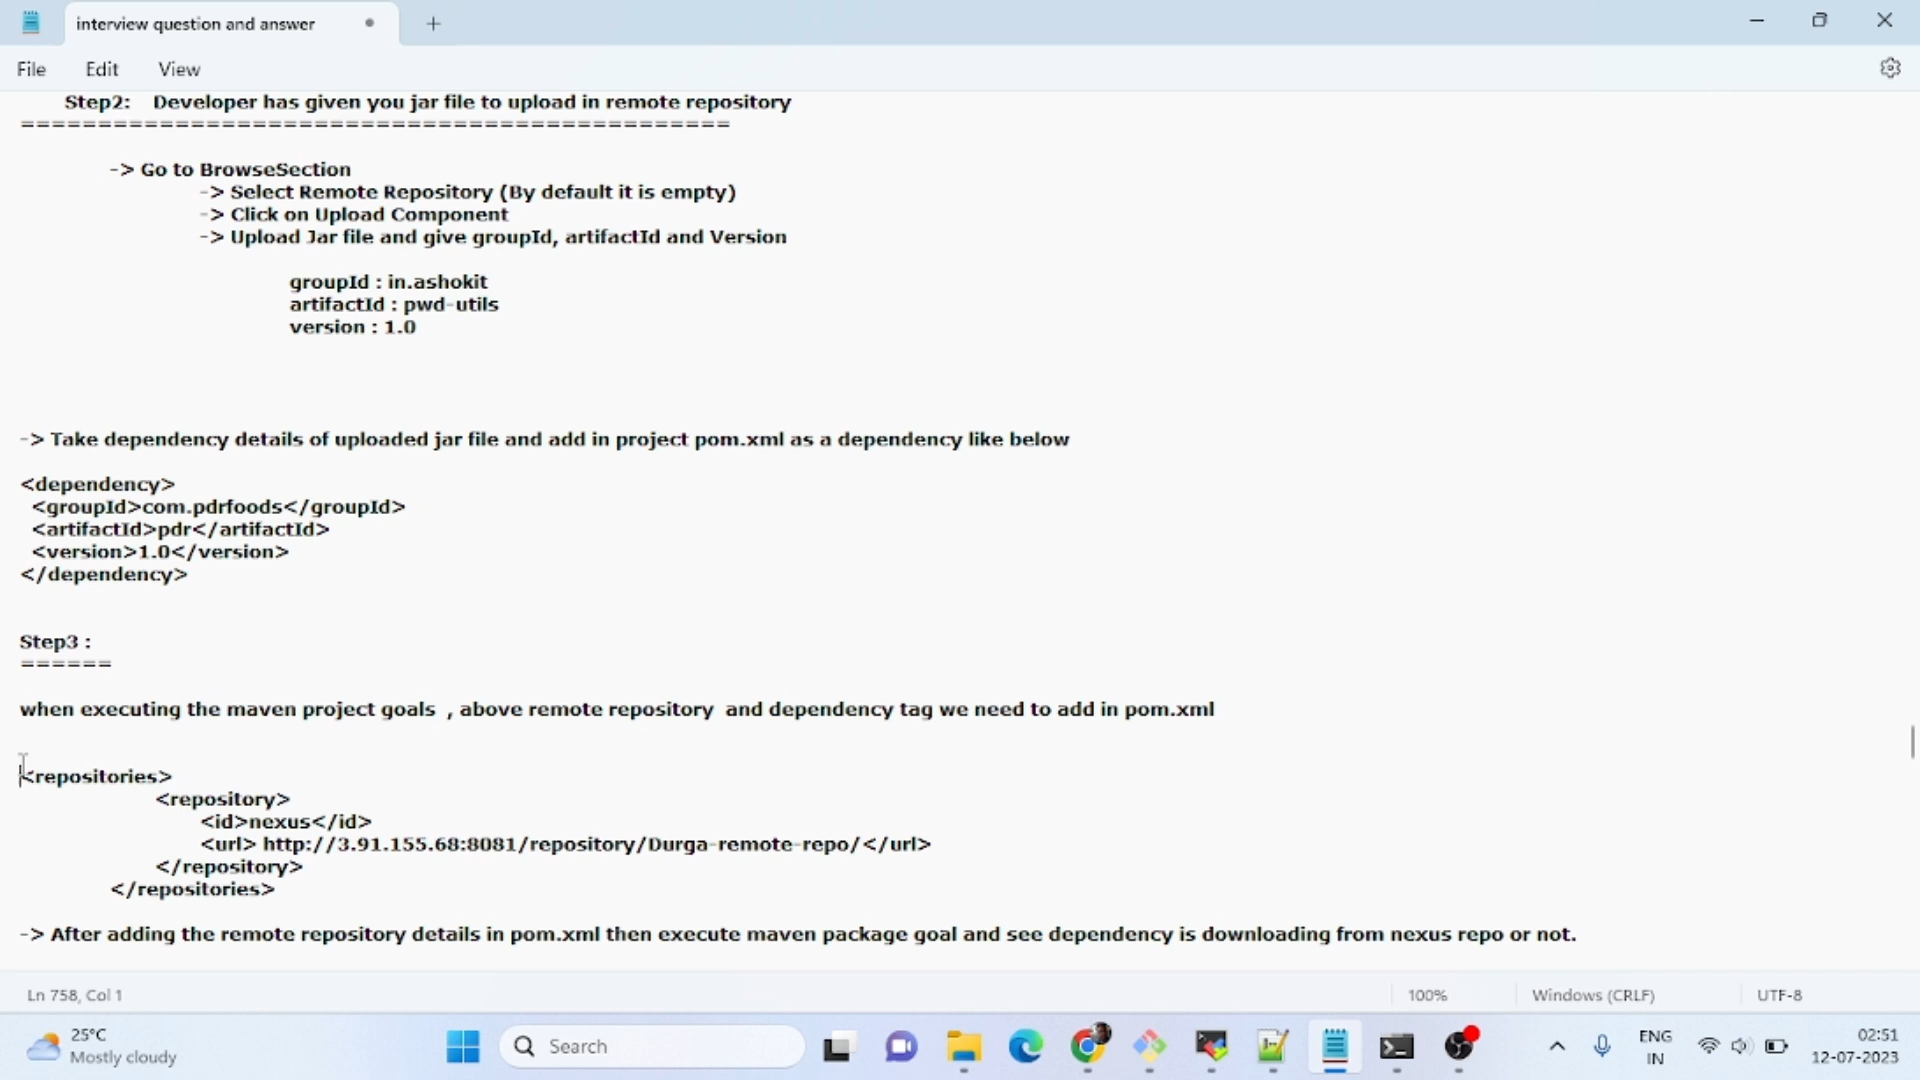 interview question and answer
File Edit View
Step2: Developer has given you jar file to upload in remote repository
==============================================
-> Go to BrowseSection
-> Select Remote Repository (By default it is empty)
-> Click on Upload Component
-> Upload Jar file and give groupId, artifactId and Version
groupId : in.ashokit
artifactId : pwd-utils
version : 1.0
-> Take dependency details of uploaded jar file and add in project pom.xml as a dependency like below
<dependency>
<groupId>com.pdrfoods</groupId>
<artifactId>pdr</artifactId>
<version>1.0</version>
</dependency>
Step3 :
======
when executing the maven project goals , above remote repository and dependency tag we need to add in pom.xml
<repositories>
<repository>
<id>nexus</id>
<url> http://3.91.155.68:8081/repository/Durga-remote-repo/</url>
</repository>
</repositories>
-> After adding the remote repository details in pom.xml then execute maven package goal and see dependency is downloading from nexus repo or not.
Ln 758, Col 1 100% Windows (CRLF) UTF-8
25°C
Mostly cloudy
Search
ENG
IN
02:51
12-07-2023